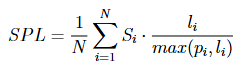 SPL = \frac{1}{N} \sum_{i=1}^{N} S_i \cdot \frac{l_i}{max(p_i, l_i)}